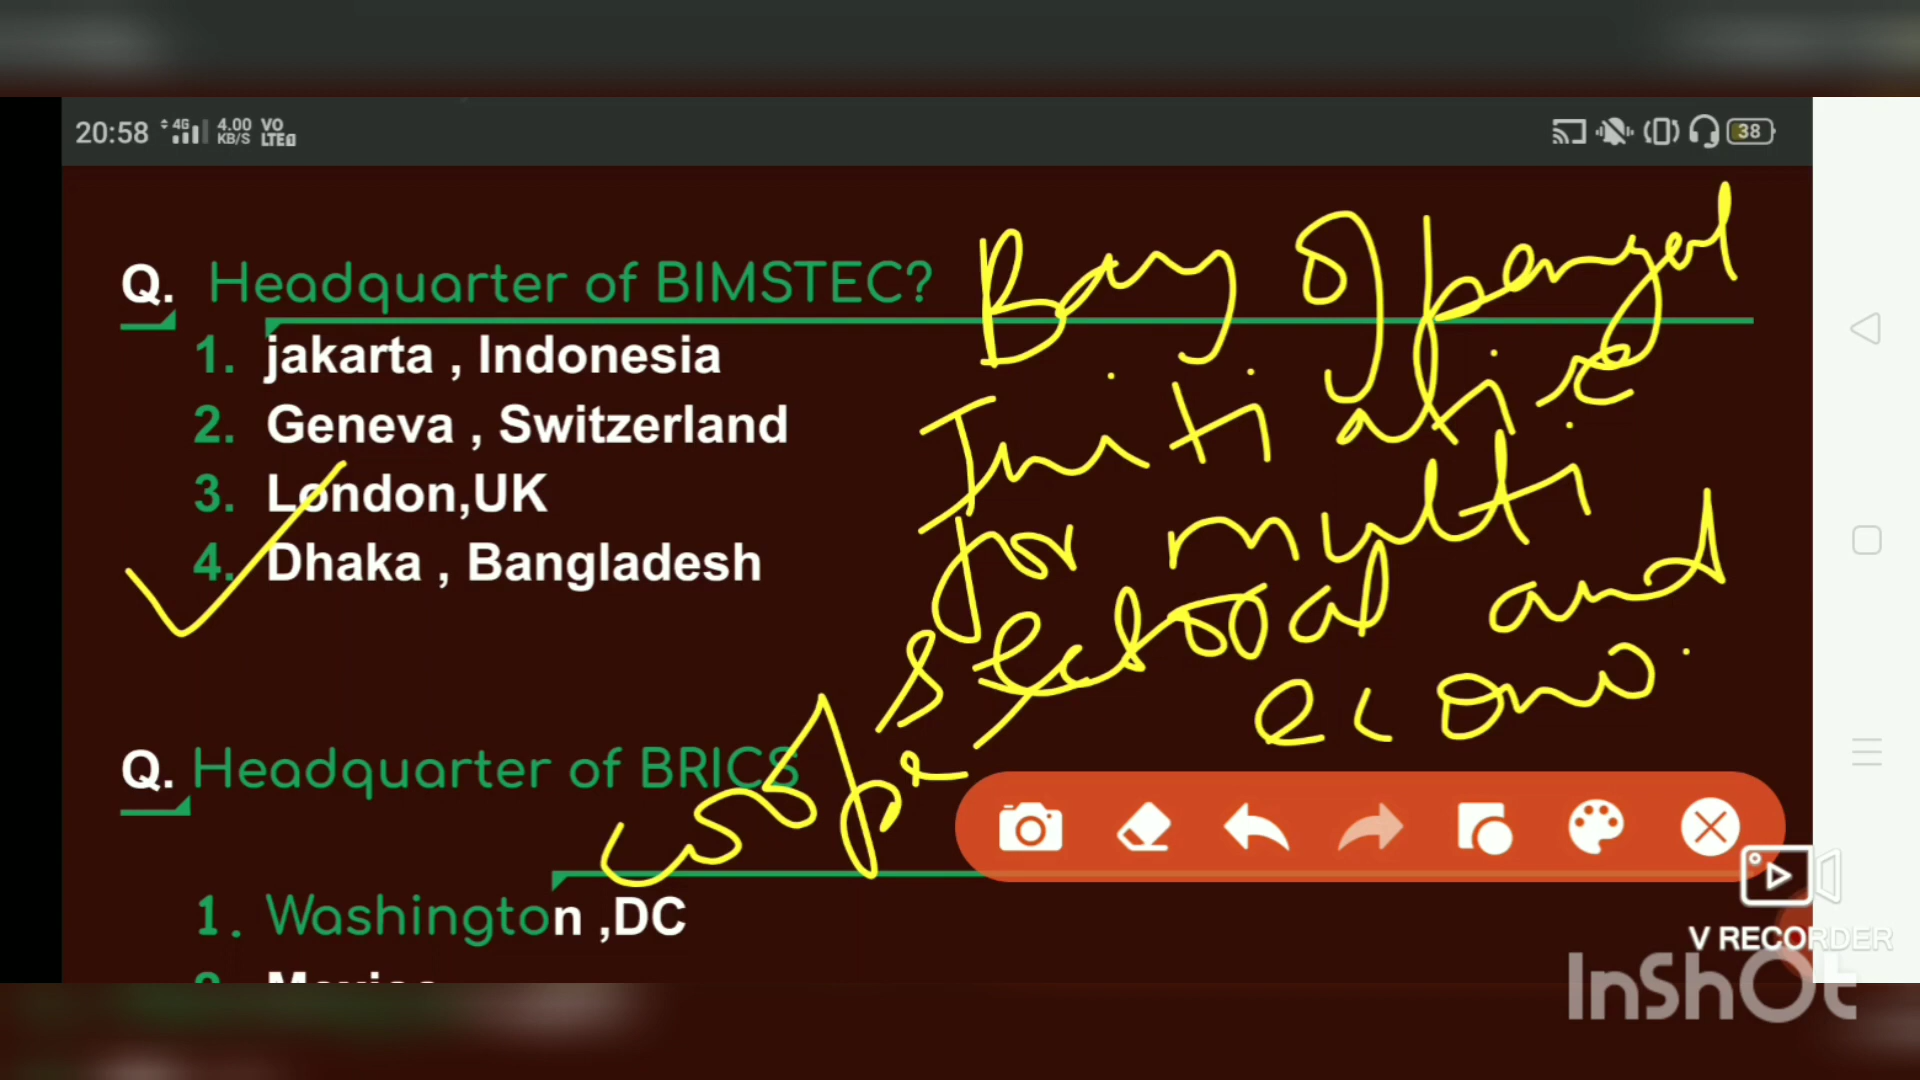 20:58 4G 4.00 KB/S VO LTE 38
Q. Headquarter of BIMSTEC?
1. jakarta , Indonesia
2. Geneva , Switzerland
3. London,UK
4. Dhaka , Bangladesh
Bay of bengal
Initiative
for multi
sectroal and
econo.
Q. Headquarter of BRICS
1. Washington ,DC
V RECORDER
InShOt